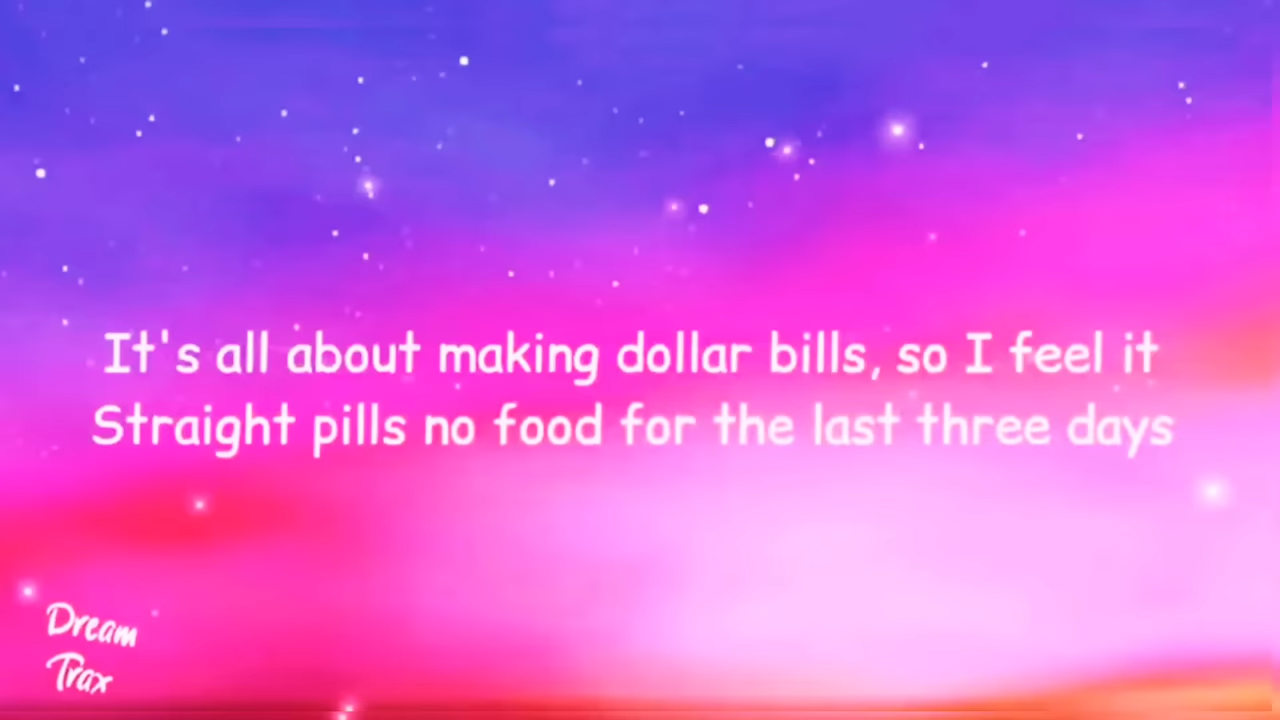 It's all about making dollar bills, so I feel it
Straight pills no food for the last three days
Dream
Trax